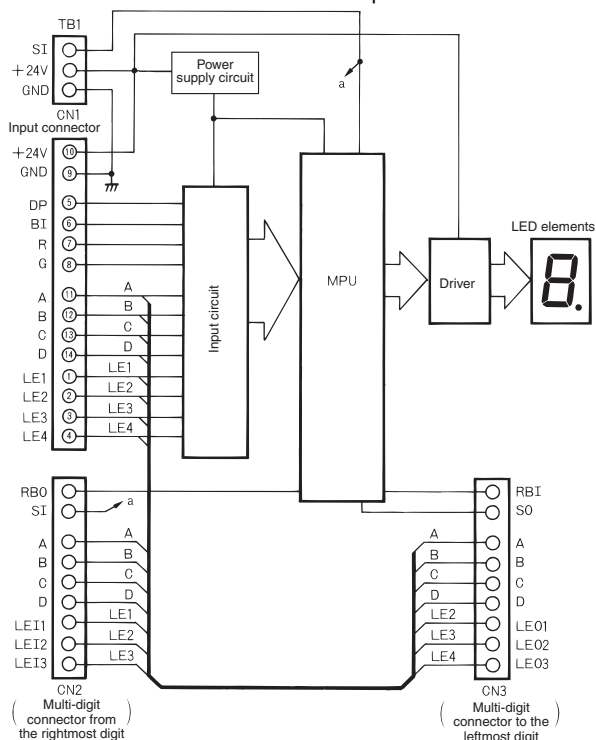 TB1
SI
+24V
GND
Power
supply circuit
a
CN1
Input connector
+24V ⑩
GND ⑨
DP ⑤
BI ⑥
R ⑦
G ⑧
A ⑪ A
B ⑫ B
C ⑬ C
D ⑭ D
LE1 ① LE1
LE2 ② LE2
LE3 ③ LE3
LE4 ④ LE4
Input circuit
MPU
Driver
LED elements
8.
RBO
SI a
A A
B B
C C
D D
LEI1 LE1
LEI2 LE2
LEI3 LE3
CN2
( Multi-digit
connector from
the rightmost digit )
RBI
SO
A A
B B
C C
D D
LE2 LEO1
LE3 LEO2
LE4 LEO3
CN3
( Multi-digit
connector to the
leftmost digit )